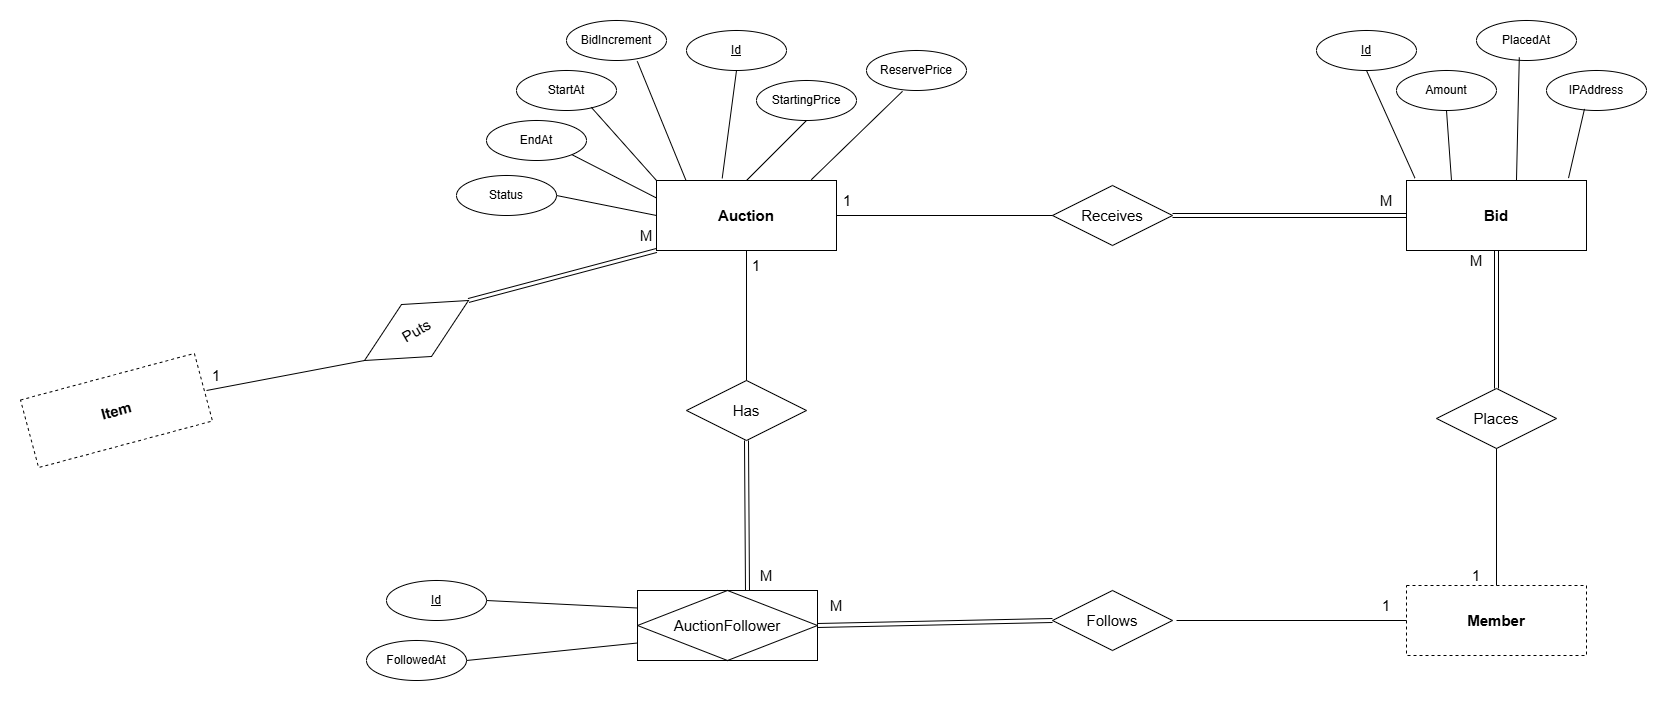 BidIncrement
Id
ReservePrice
StartAt
StartingPrice
EndAt
Status
Auction
M
1
1
Receives
M
Id
PlacedAt
Amount
IPAddress
Bid
M
Puts
1
Item
Has
Places
M
1
Id
AuctionFollower
M
Follows
1
Member
FollowedAt